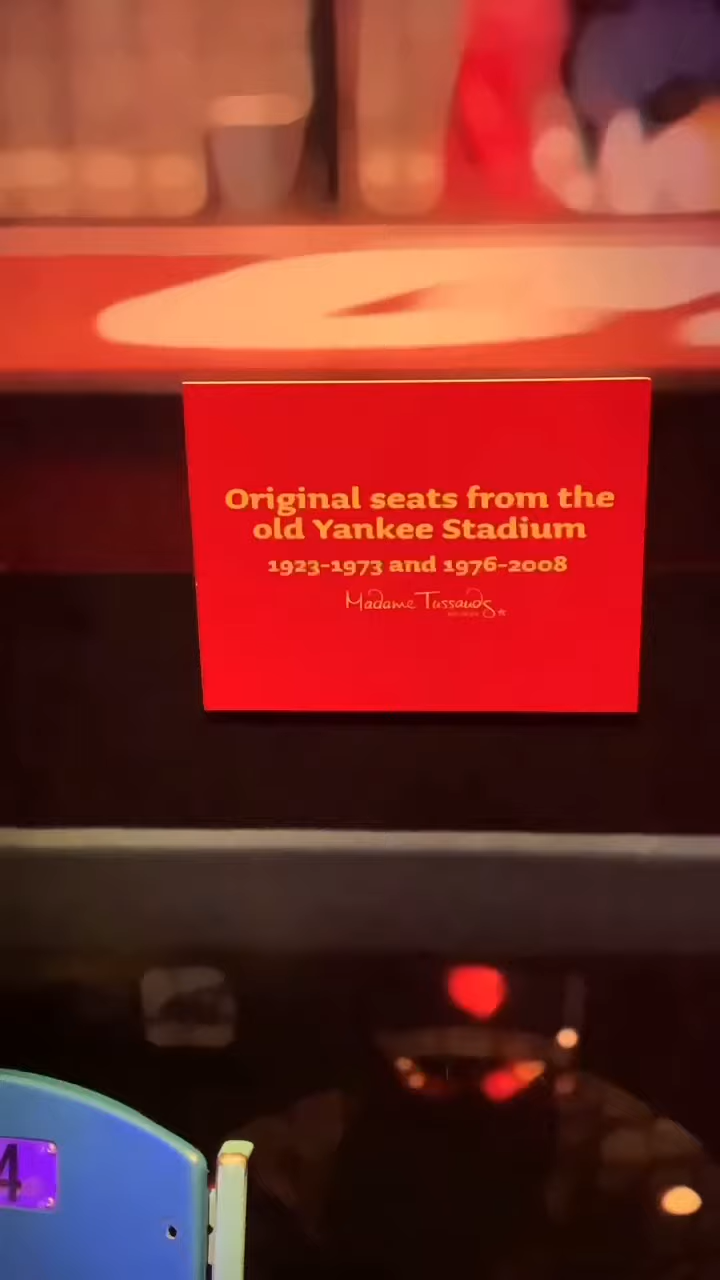 Original seats from the
old Yankee Stadium
1923-1973 and 1976-2008
Madame Tussauds
4